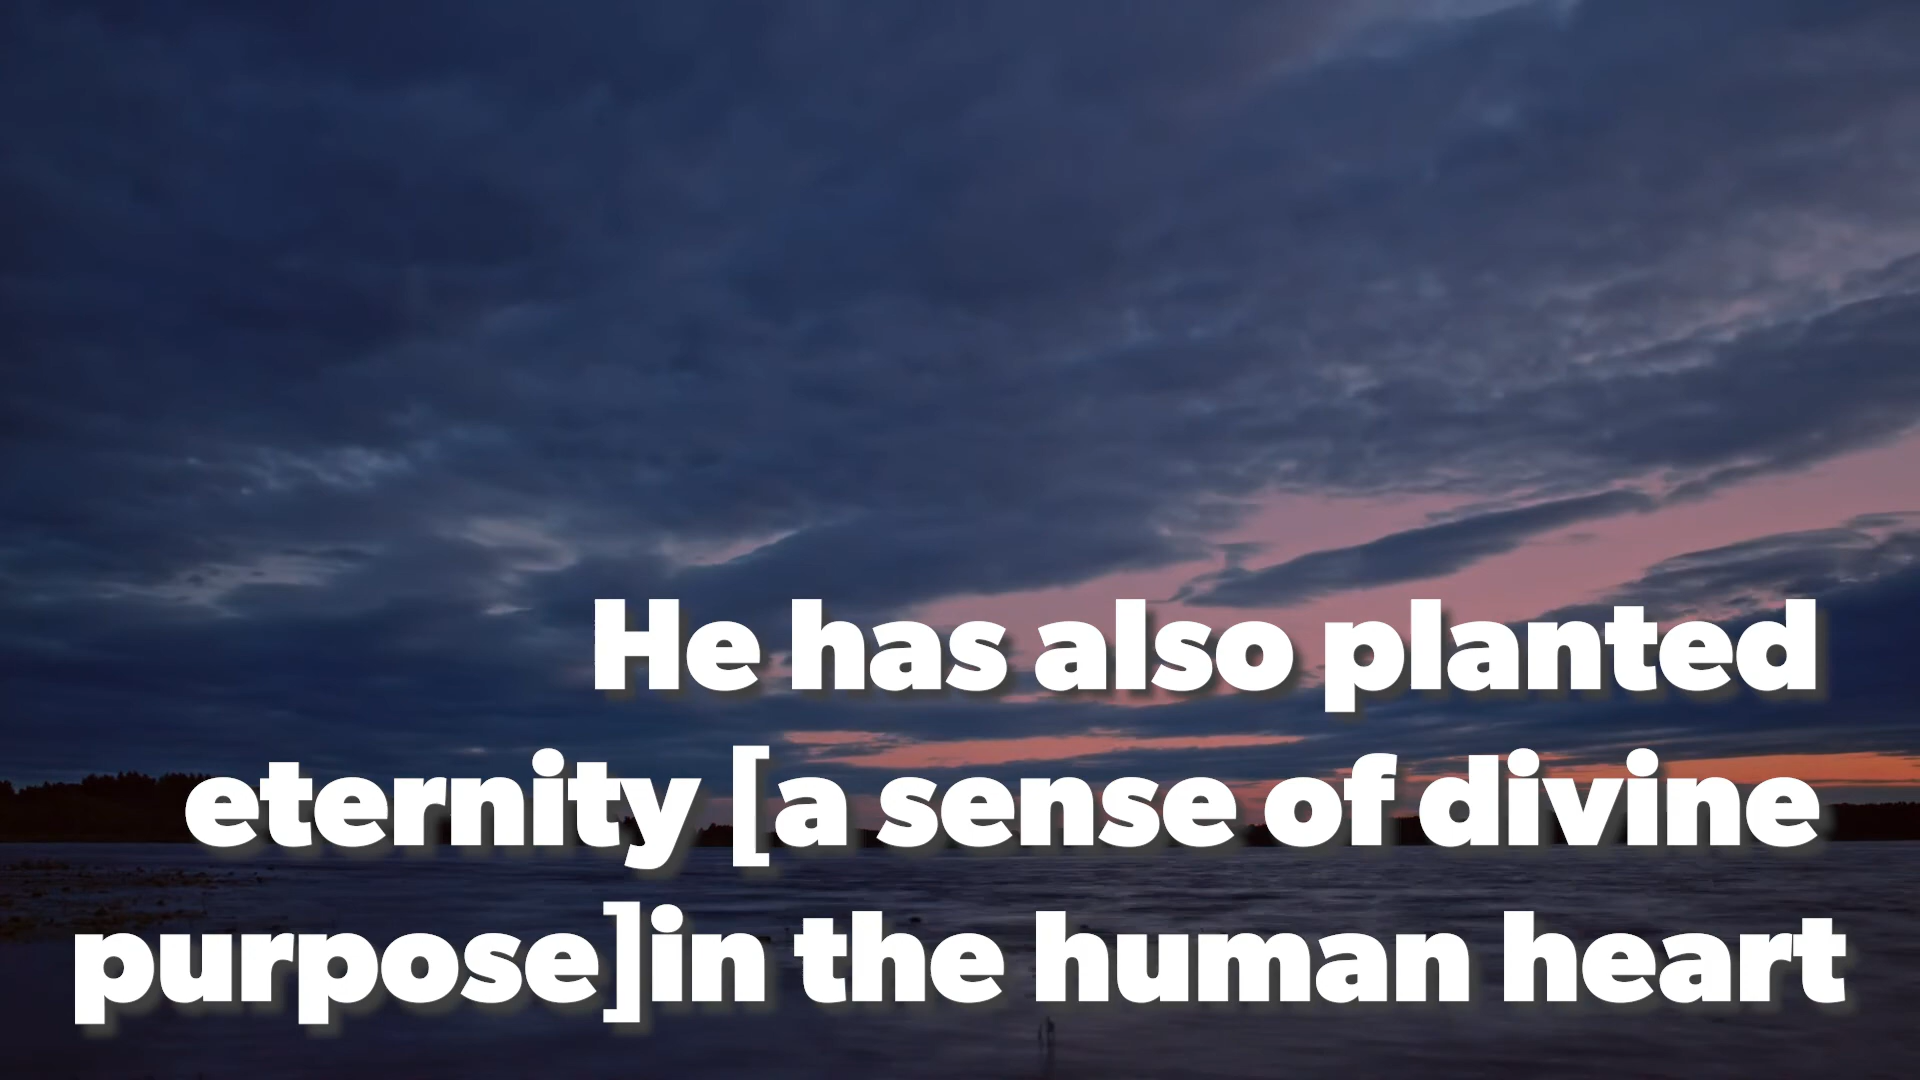 He has also planted
eternity [a sense of divine
purpose]in the human heart